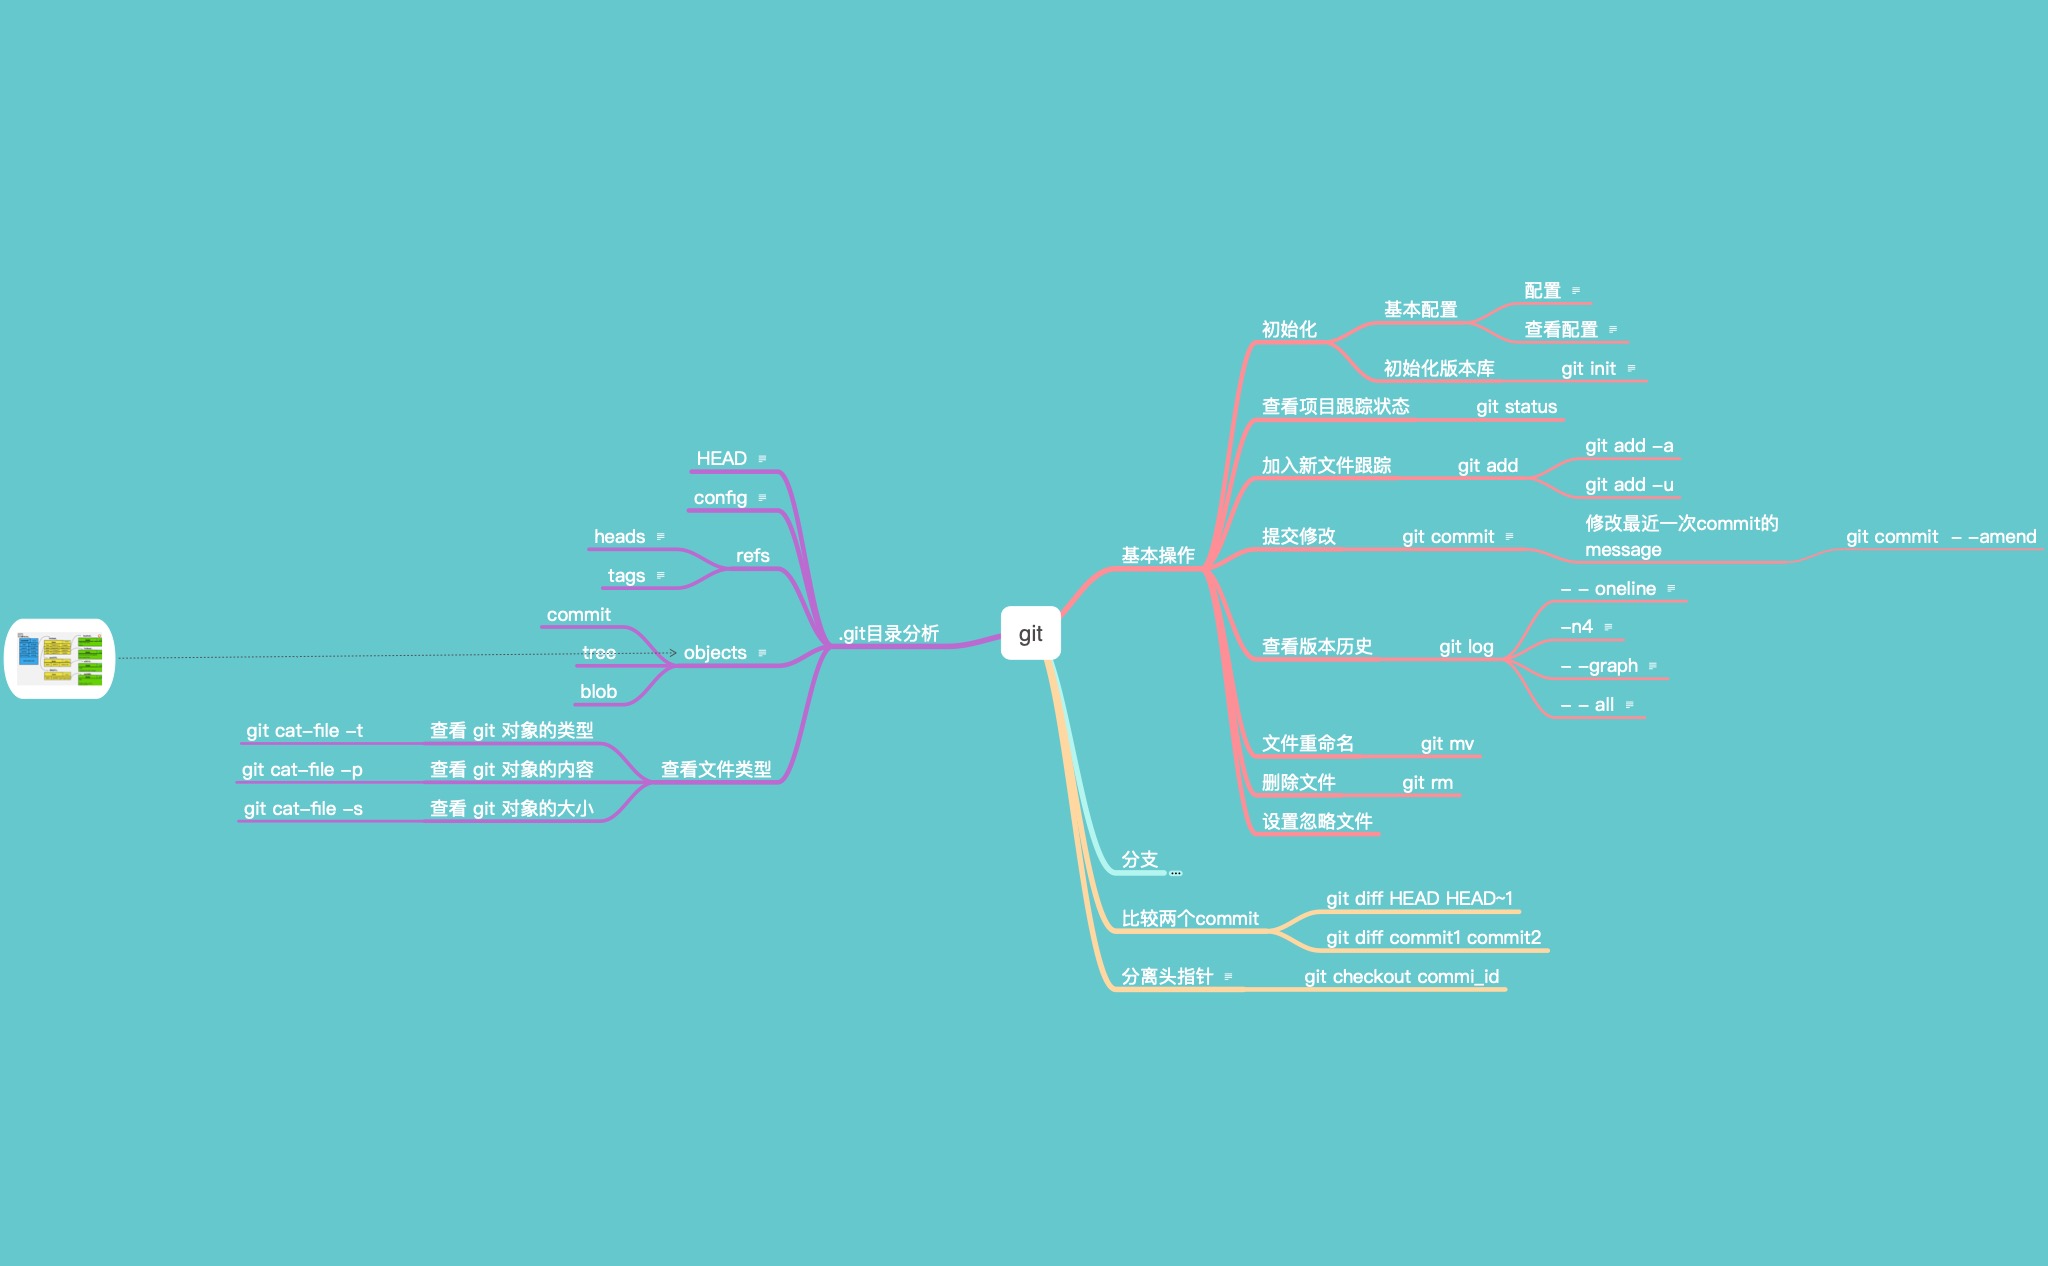 git
基本操作
初始化
基本配置
配置
查看配置
初始化版本库
git init
查看项目跟踪状态
git status
加入新文件跟踪
git add
git add -a
git add -u
提交修改
git commit
修改最近一次commit的
message
git commit - -amend
查看版本历史
git log
- - oneline
-n4
- -graph
- - all
文件重命名
git mv
删除文件
git rm
设置忽略文件
分支
比较两个commit
git diff HEAD HEAD~1
git diff commit1 commit2
分离头指针
git checkout commi_id
.git目录分析
HEAD
config
refs
heads
tags
objects
commit
tree
blob
查看文件类型
查看 git 对象的类型
git cat-file -t
查看 git 对象的内容
git cat-file -p
查看 git 对象的大小
git cat-file -s